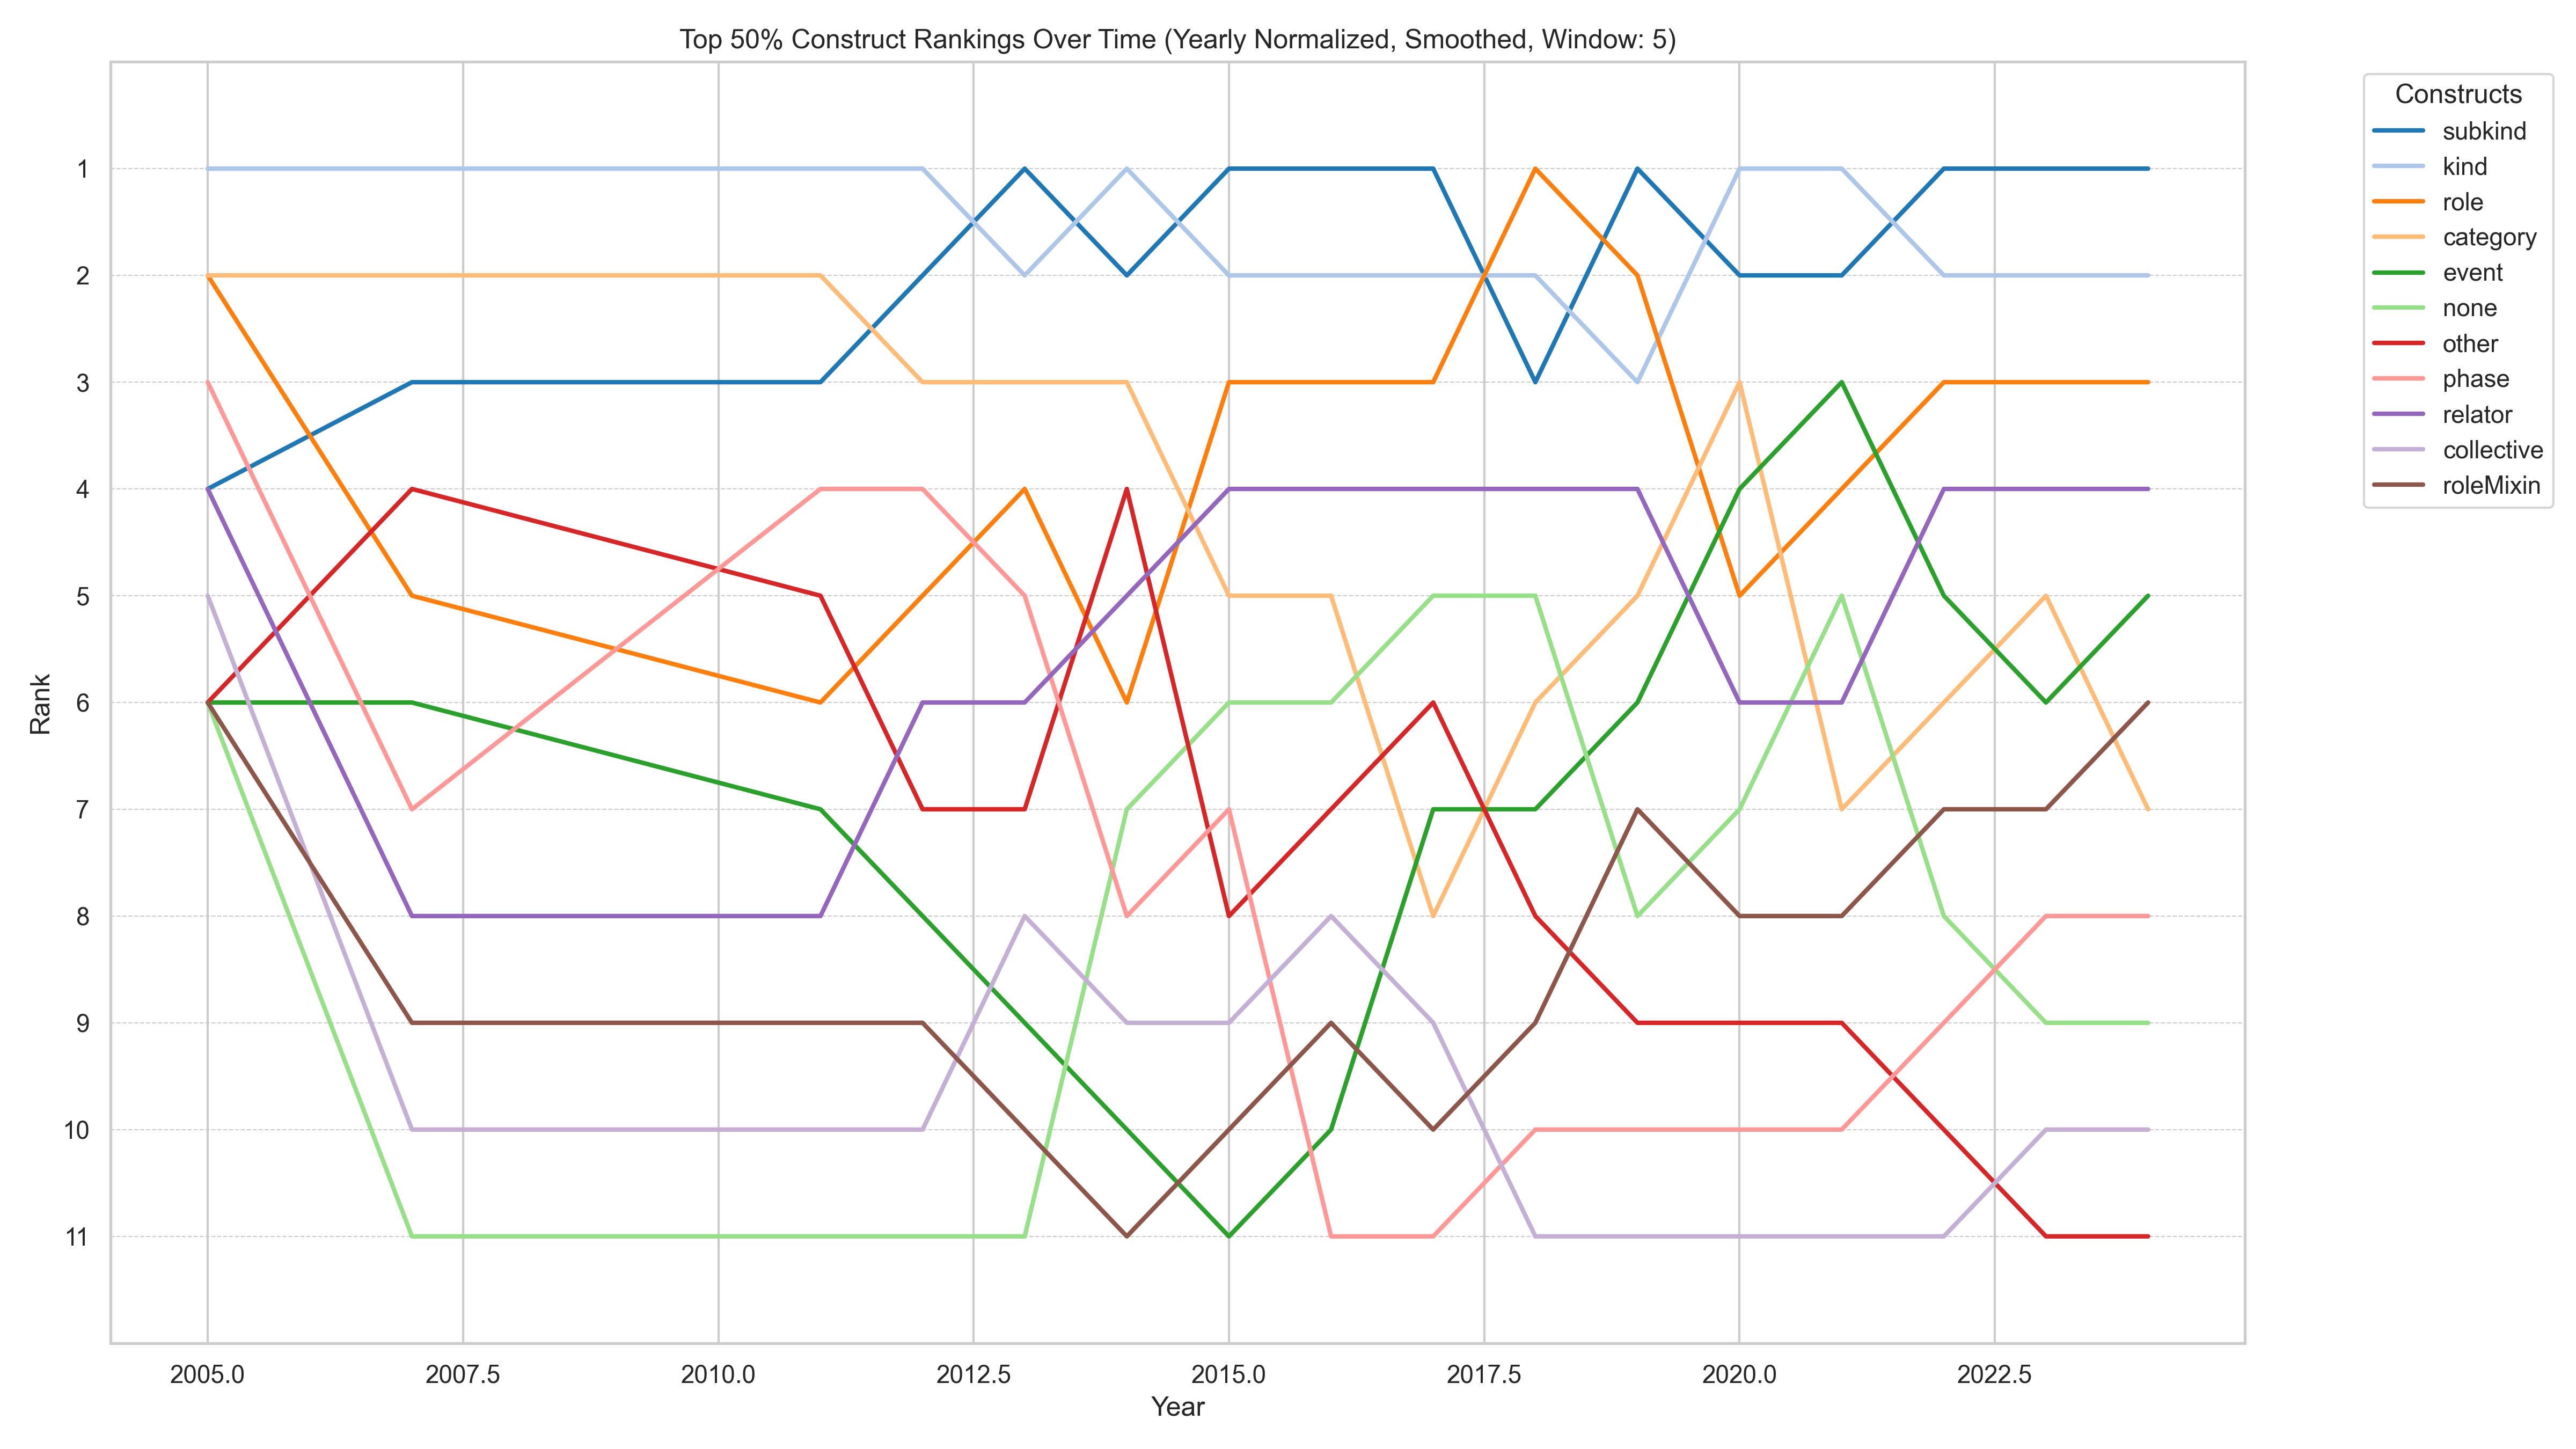 Top 50% Construct Rankings Over Time (Yearly Normalized, Smoothed, Window: 5)
Constructs
subkind
kind
role
category
event
none
other
phase
relator
collective
roleMixin
Rank
1
2
3
4
5
6
7
8
9
10
11
2005.0 2007.5 2010.0 2012.5 2015.0 2017.5 2020.0 2022.5
Year